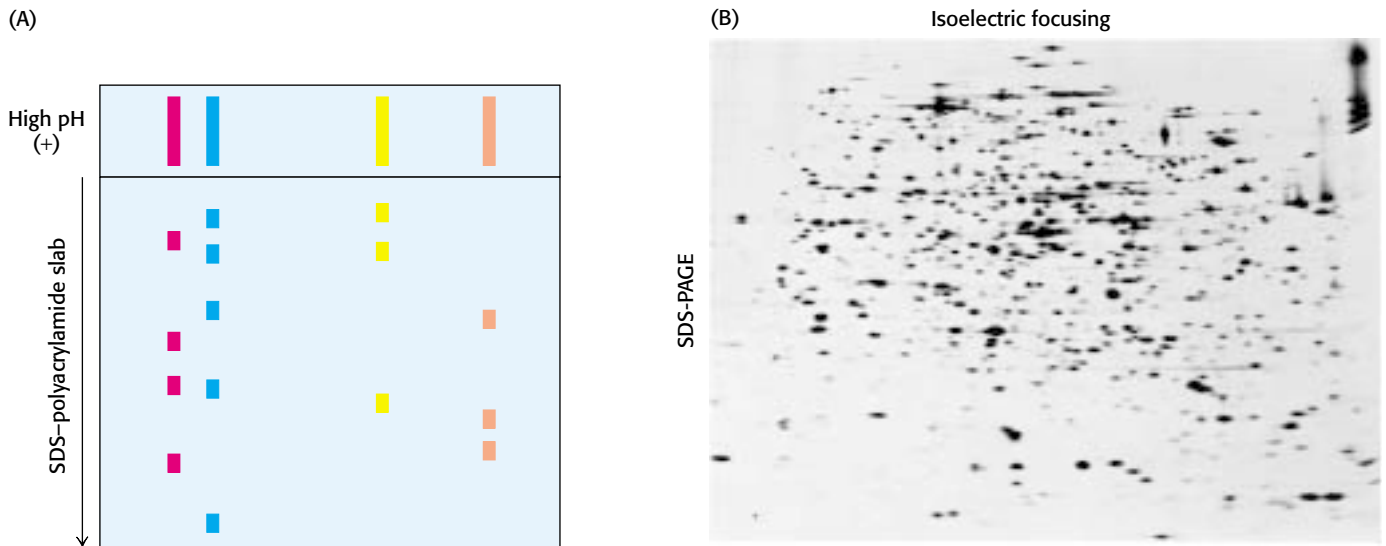 (A)
High pH
(+)
SDS–polyacrylamide slab
(B)
Isoelectric focusing
SDS-PAGE